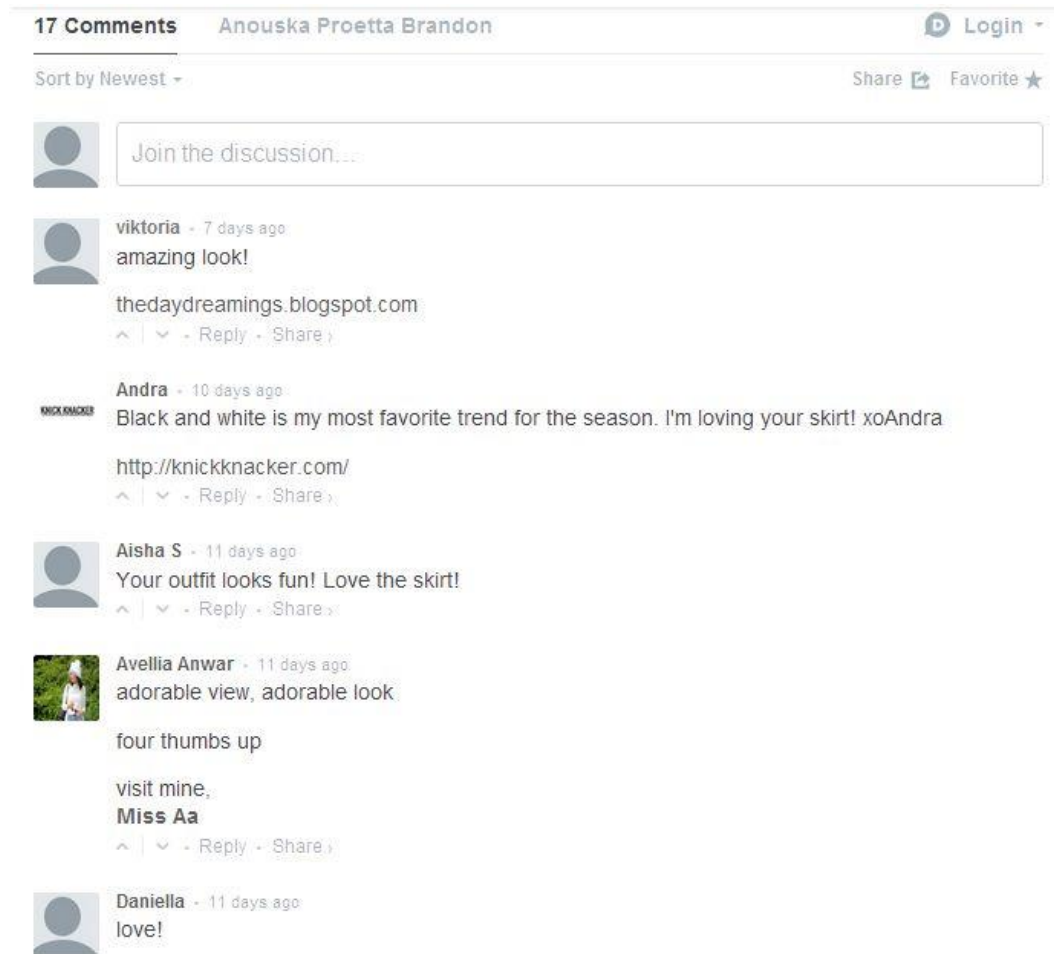 17 Comments Anouska Proetta Brandon Login
Sort by Newest Share Favorite
Join the discussion...
viktoria - 7 days ago
amazing look!
thedaydreamings.blogspot.com
Reply Share ›
Andra - 10 days ago
KNICK KNACKER
Black and white is my most favorite trend for the season. I'm loving your skirt! xoAndra
http://knickknacker.com/
Reply Share ›
Aisha S - 11 days ago
Your outfit looks fun! Love the skirt!
Reply Share ›
Avellia Anwar - 11 days ago
adorable view, adorable look
four thumbs up
visit mine,
Miss Aa
Reply Share ›
Daniella - 11 days ago
love!